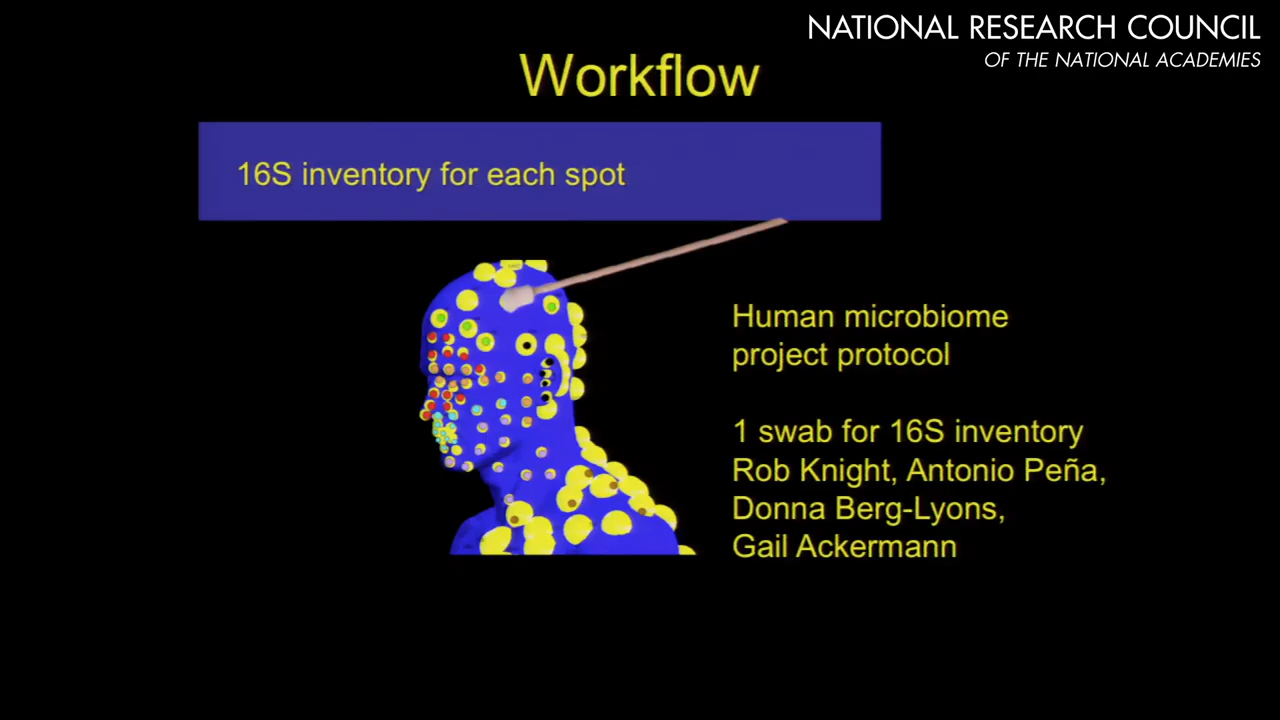 NATIONAL RESEARCH COUNCIL
OF THE NATIONAL ACADEMIES
Workflow
16S inventory for each spot
Human microbiome
project protocol
1 swab for 16S inventory
Rob Knight, Antonio Peña,
Donna Berg-Lyons,
Gail Ackermann